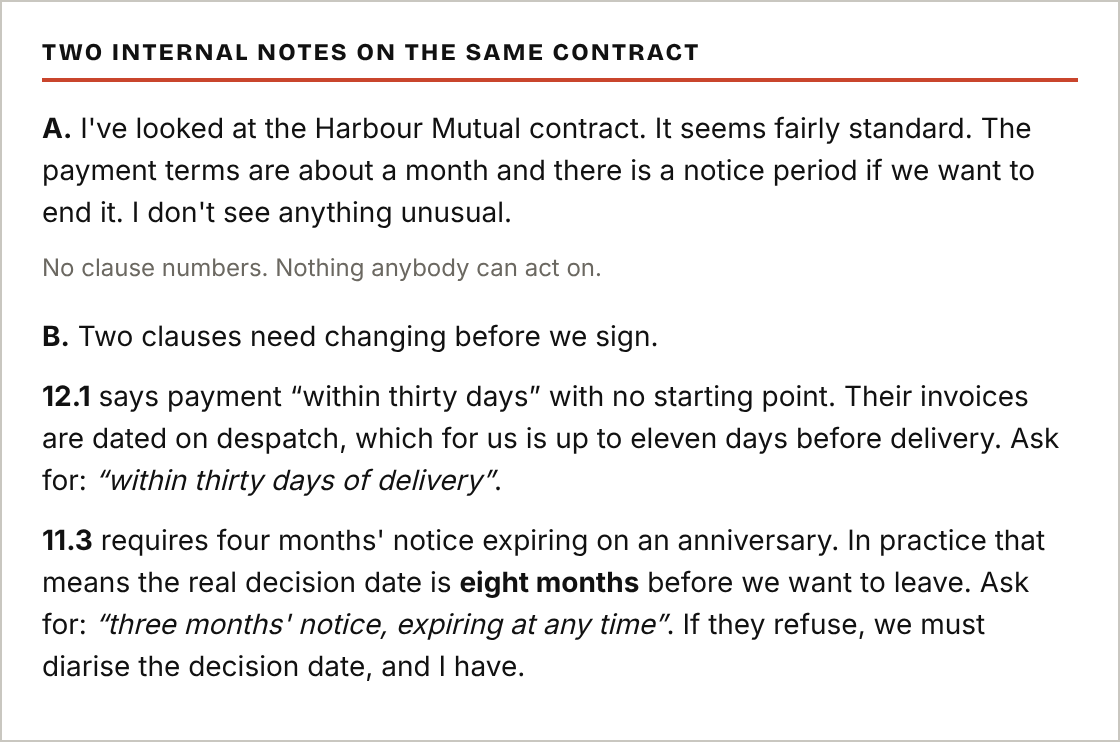 TWO INTERNAL NOTES ON THE SAME CONTRACT
A. I've looked at the Harbour Mutual contract. It seems fairly standard. The
payment terms are about a month and there is a notice period if we want to
end it. I don't see anything unusual.
No clause numbers. Nothing anybody can act on.
B. Two clauses need changing before we sign.
12.1 says payment “within thirty days” with no starting point. Their invoices
are dated on despatch, which for us is up to eleven days before delivery. Ask
for: “within thirty days of delivery”.
11.3 requires four months' notice expiring on an anniversary. In practice that
means the real decision date is eight months before we want to leave. Ask
for: “three months' notice, expiring at any time”. If they refuse, we must
diarise the decision date, and I have.